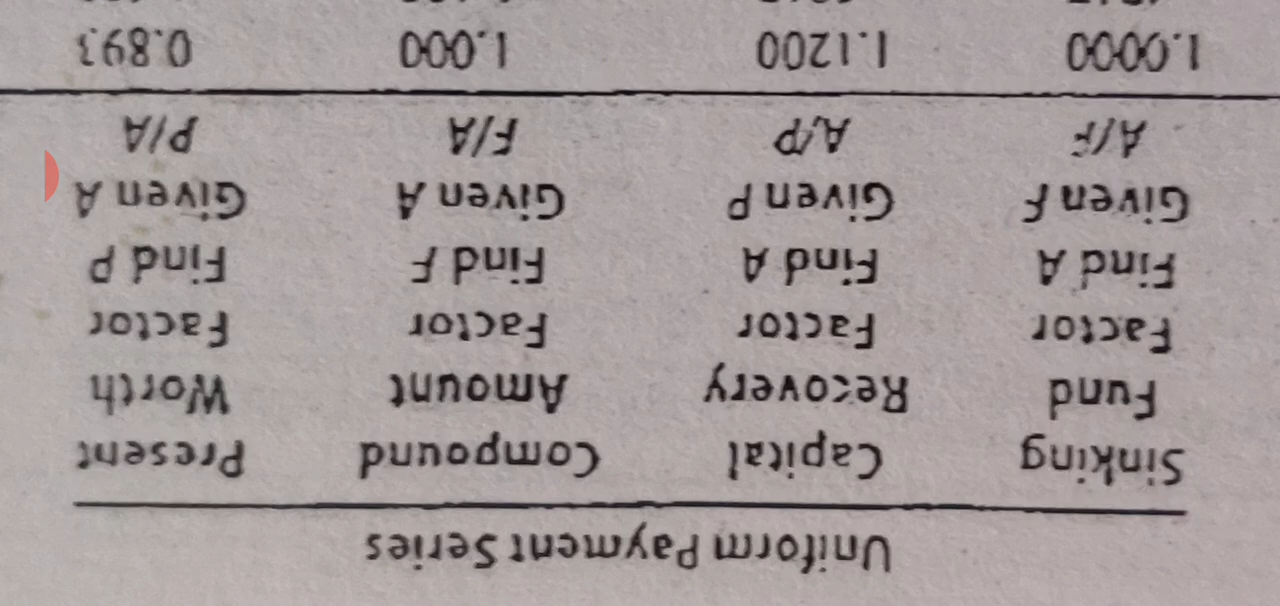 Uniform Payment Series
Sinking Capital Compound Present
Fund Recovery Amount Worth
Factor Factor Factor Factor
Find A Find A Find F Find P
Given F Given P Given A Given A
A/F A/P F/A P/A
1.0000 1.1200 1.000 0.893